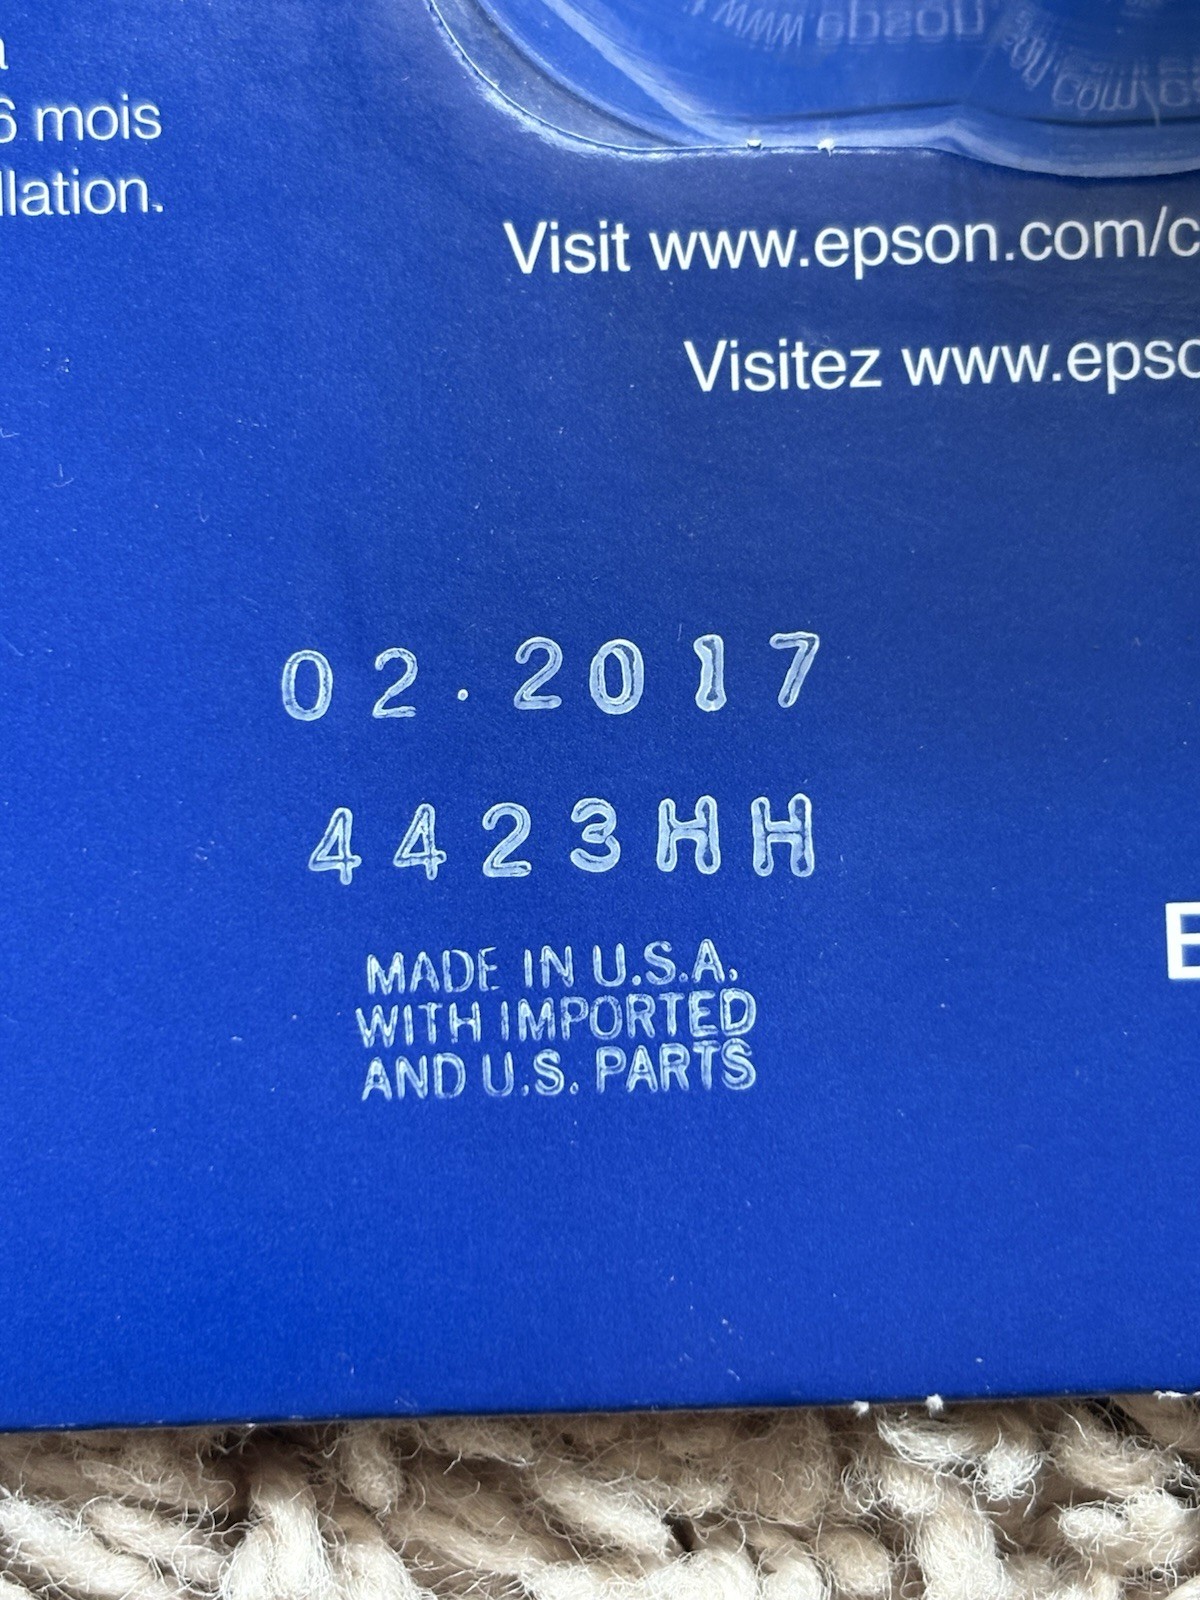 6 mois
llation.
Visit www.epson.com/c
Visitez www.epso
02.2017
4423HH
MADE IN U.S.A.
WITH IMPORTED
AND U.S. PARTS
E